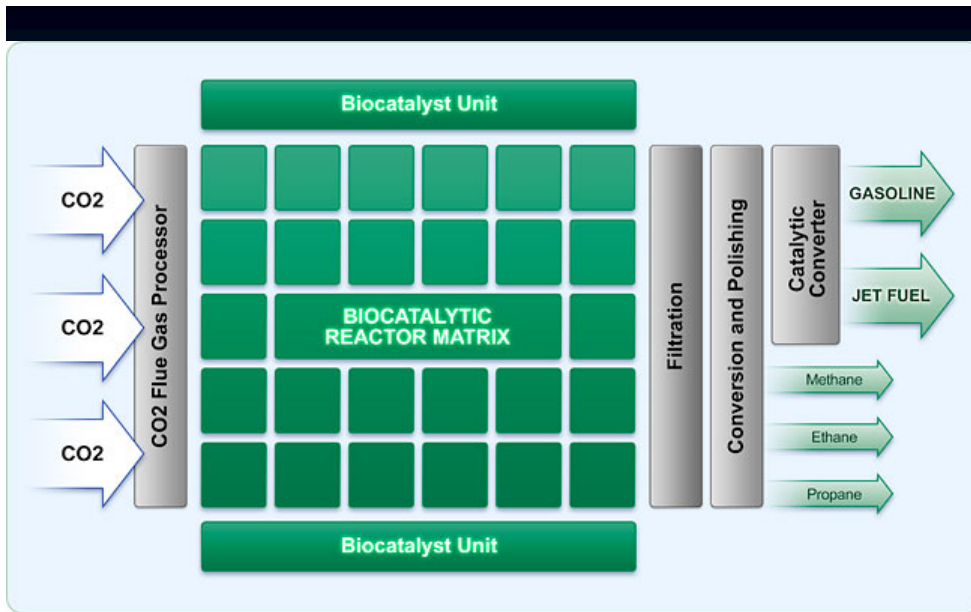 Biocatalyst Unit
CO2
CO2
CO2
CO2 Flue Gas Processor
BIOCATALYTIC
REACTOR MATRIX
Filtration
Conversion and Polishing
Catalytic
Converter
GASOLINE
JET FUEL
Methane
Ethane
Propane
Biocatalyst Unit